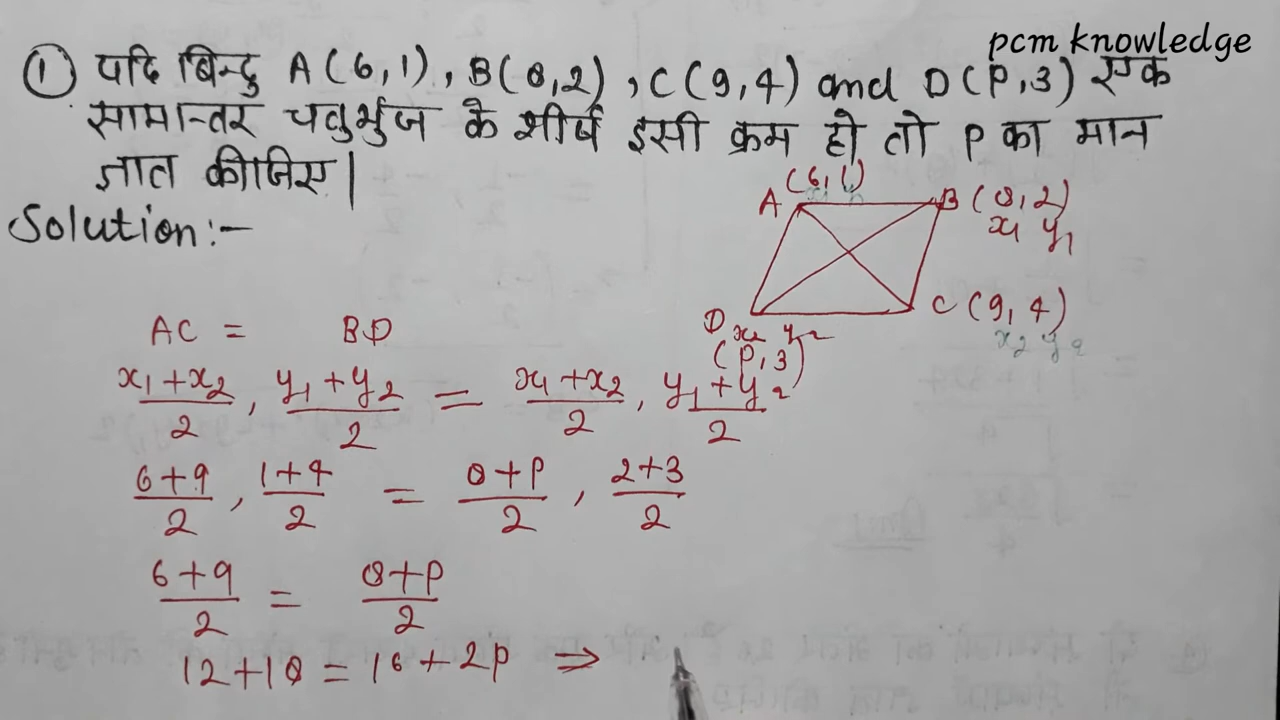 pcm knowledge
① यदि बिन्दु A(6,1), B(8,2), C(9,4) and D(P,3) एक
सामान्तर चतुर्भुज के शीर्ष इसी क्रम हो तो P का मान
ज्ञात कीजिए|
Solution:-
(6,1)
x₁ y₁
A
B (8,2)
x₁ y₁
D x₂ y₂
(P,3)
C (9,4)
x₂ y₂
AC = BD
x₁+x₂/2, y₁+y₂/2 = x₁+x₂/2, y₁+y₂/2
6+9/2, 1+4/2 = 8+P/2, 2+3/2
6+9/2 = 8+P/2
12+18 = 16+2P ⇒